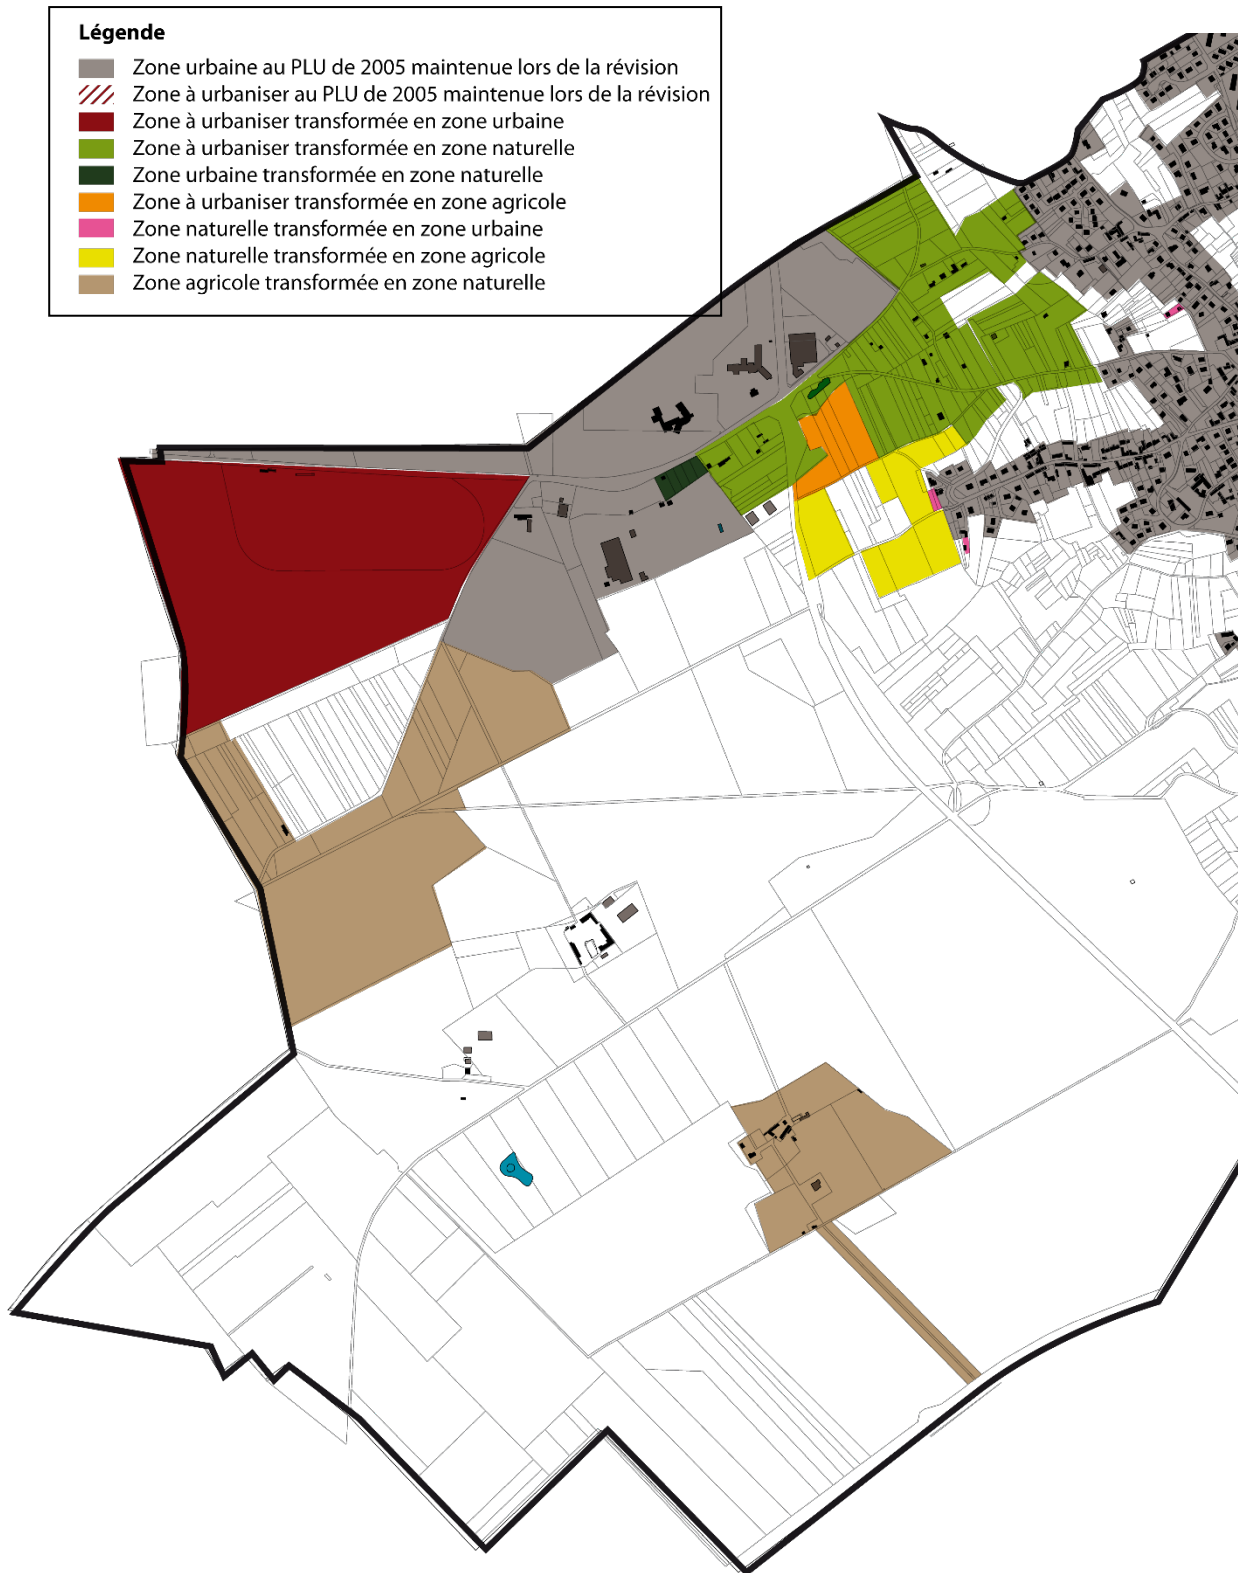 Légende
Zone urbaine au PLU de 2005 maintenue lors de la révision
Zone à urbaniser au PLU de 2005 maintenue lors de la révision
Zone à urbaniser transformée en zone urbaine
Zone à urbaniser transformée en zone naturelle
Zone urbaine transformée en zone naturelle
Zone à urbaniser transformée en zone agricole
Zone naturelle transformée en zone urbaine
Zone naturelle transformée en zone agricole
Zone agricole transformée en zone naturelle